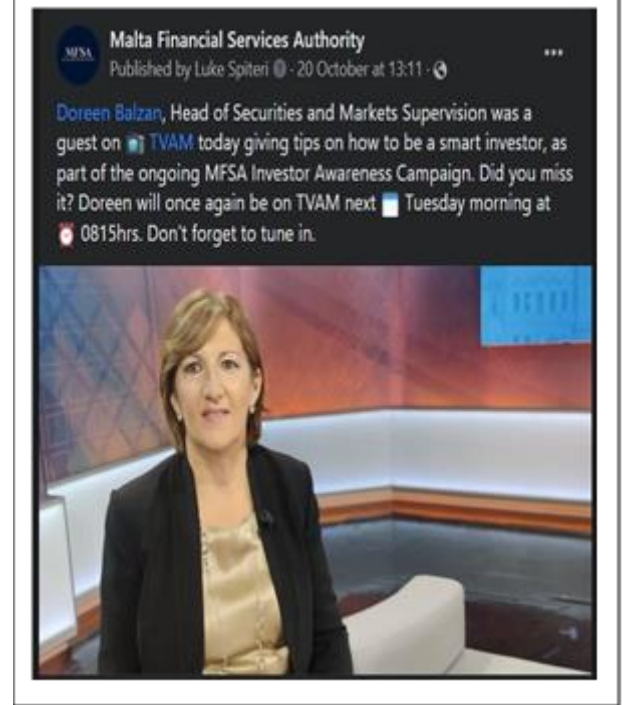 MFSA
Malta Financial Services Authority
Published by Luke Spiteri · 20 October at 13:11 ·
Doreen Balzan, Head of Securities and Markets Supervision was a
guest on TVAM today giving tips on how to be a smart investor, as
part of the ongoing MFSA Investor Awareness Campaign. Did you miss
it? Doreen will once again be on TVAM next Tuesday morning at
0815hrs. Don't forget to tune in.